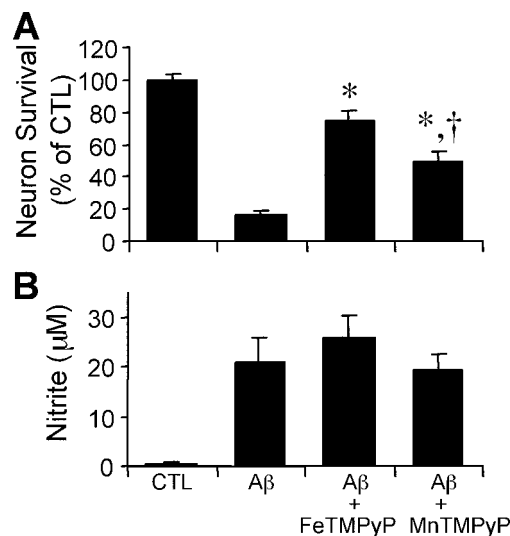 A
Neuron Survival
(% of CTL)
120
100
80
60
40
20
0
*
*,†
B
Nitrite (μM)
30
20
10
0
CTL
Aβ
Aβ
+
FeTMPyP
Aβ
+
MnTMPyP